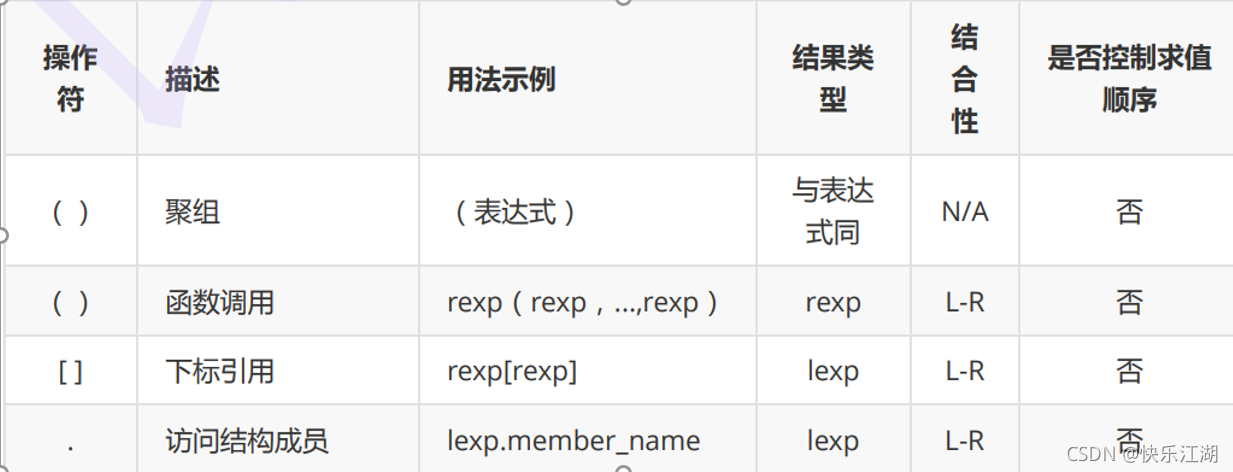 操作符 描述 用法示例 结果类型 结合性 是否控制求值顺序
( ) 聚组 （表达式） 与表达式同 N/A 否
( ) 函数调用 rexp（rexp，...,rexp） rexp L-R 否
[ ] 下标引用 rexp[rexp] lexp L-R 否
. 访问结构成员 lexp.member_name lexp L-R 否
CSDN @快乐江湖